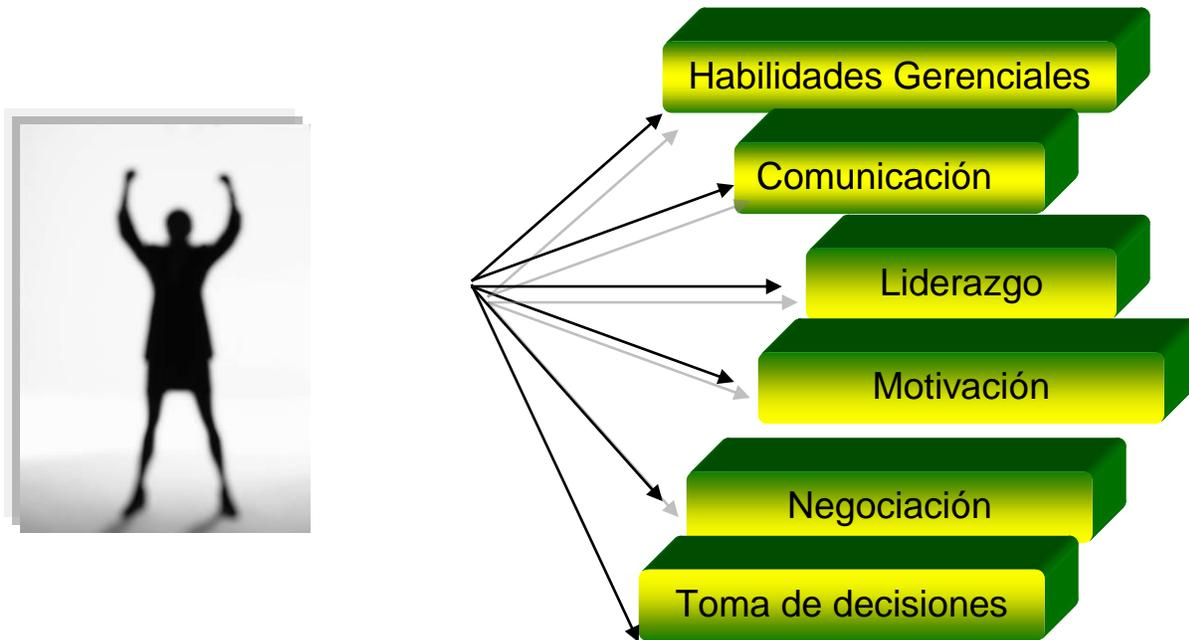 Habilidades Gerenciales
Comunicación
Liderazgo
Motivación
Negociación
Toma de decisiones